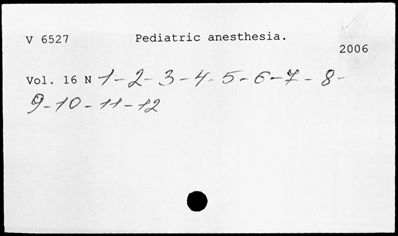 V 6527 Pediatric anesthesia.
2006
Vol. 16 N 1-2-3-4-5-6-7-8-
9-10-11-12